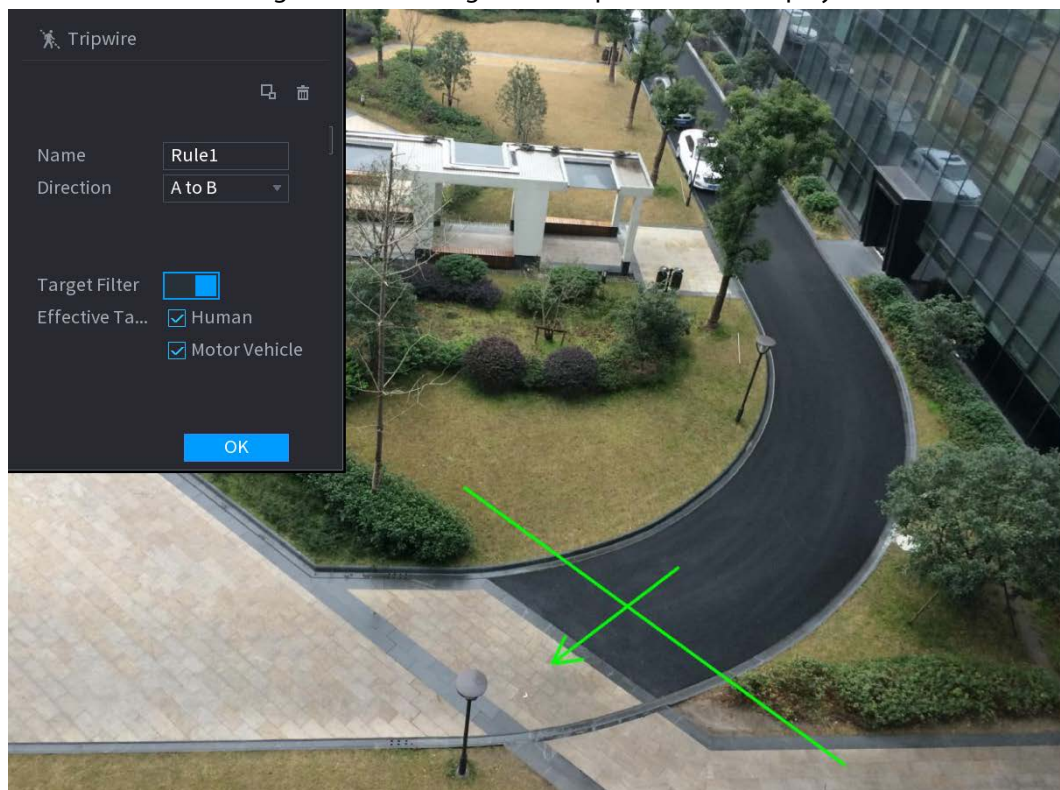 Tripwire
Name Rule1
Direction A to B
Target Filter
Effective Ta...
Human
Motor Vehicle
OK